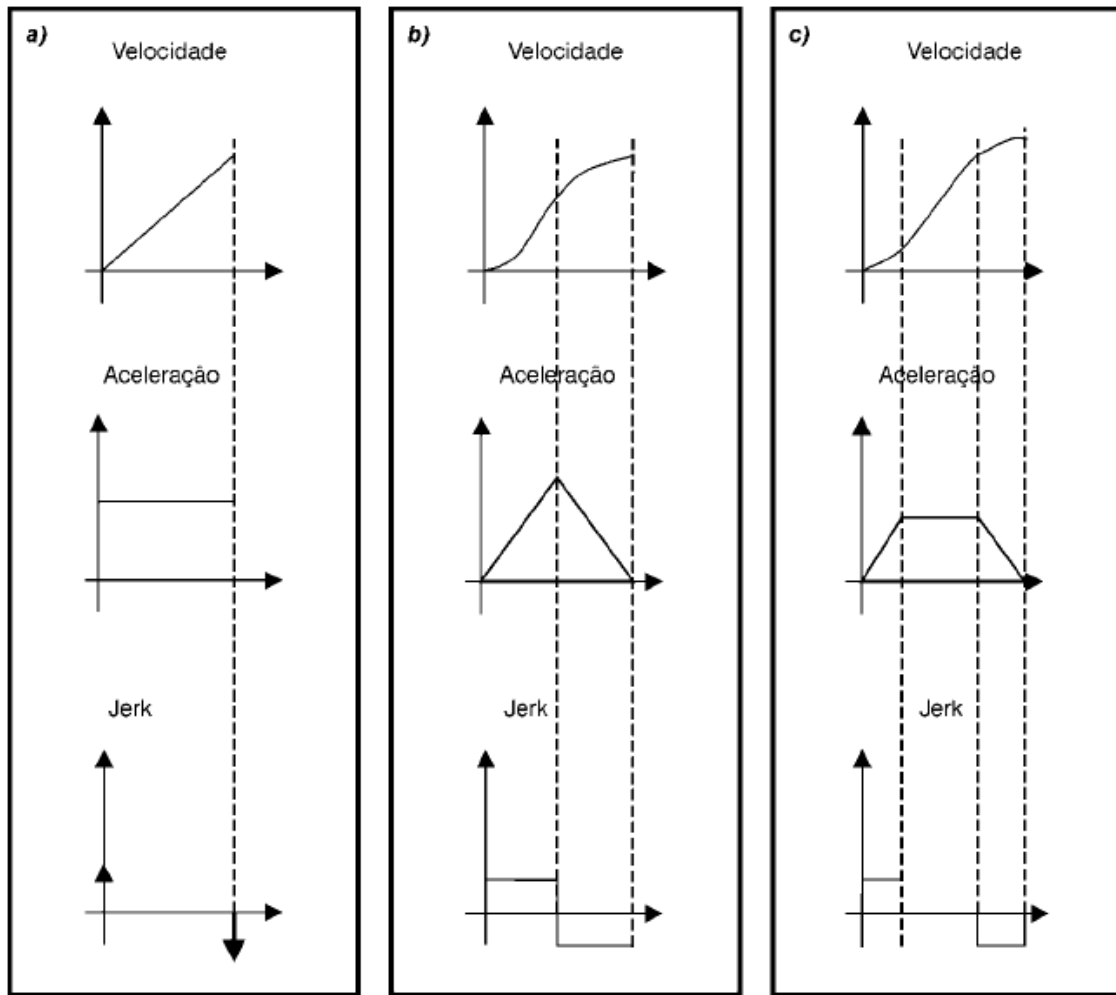 a)
Velocidade
Aceleração
Jerk
b)
Velocidade
Aceleração
Jerk
c)
Velocidade
Aceleração
Jerk